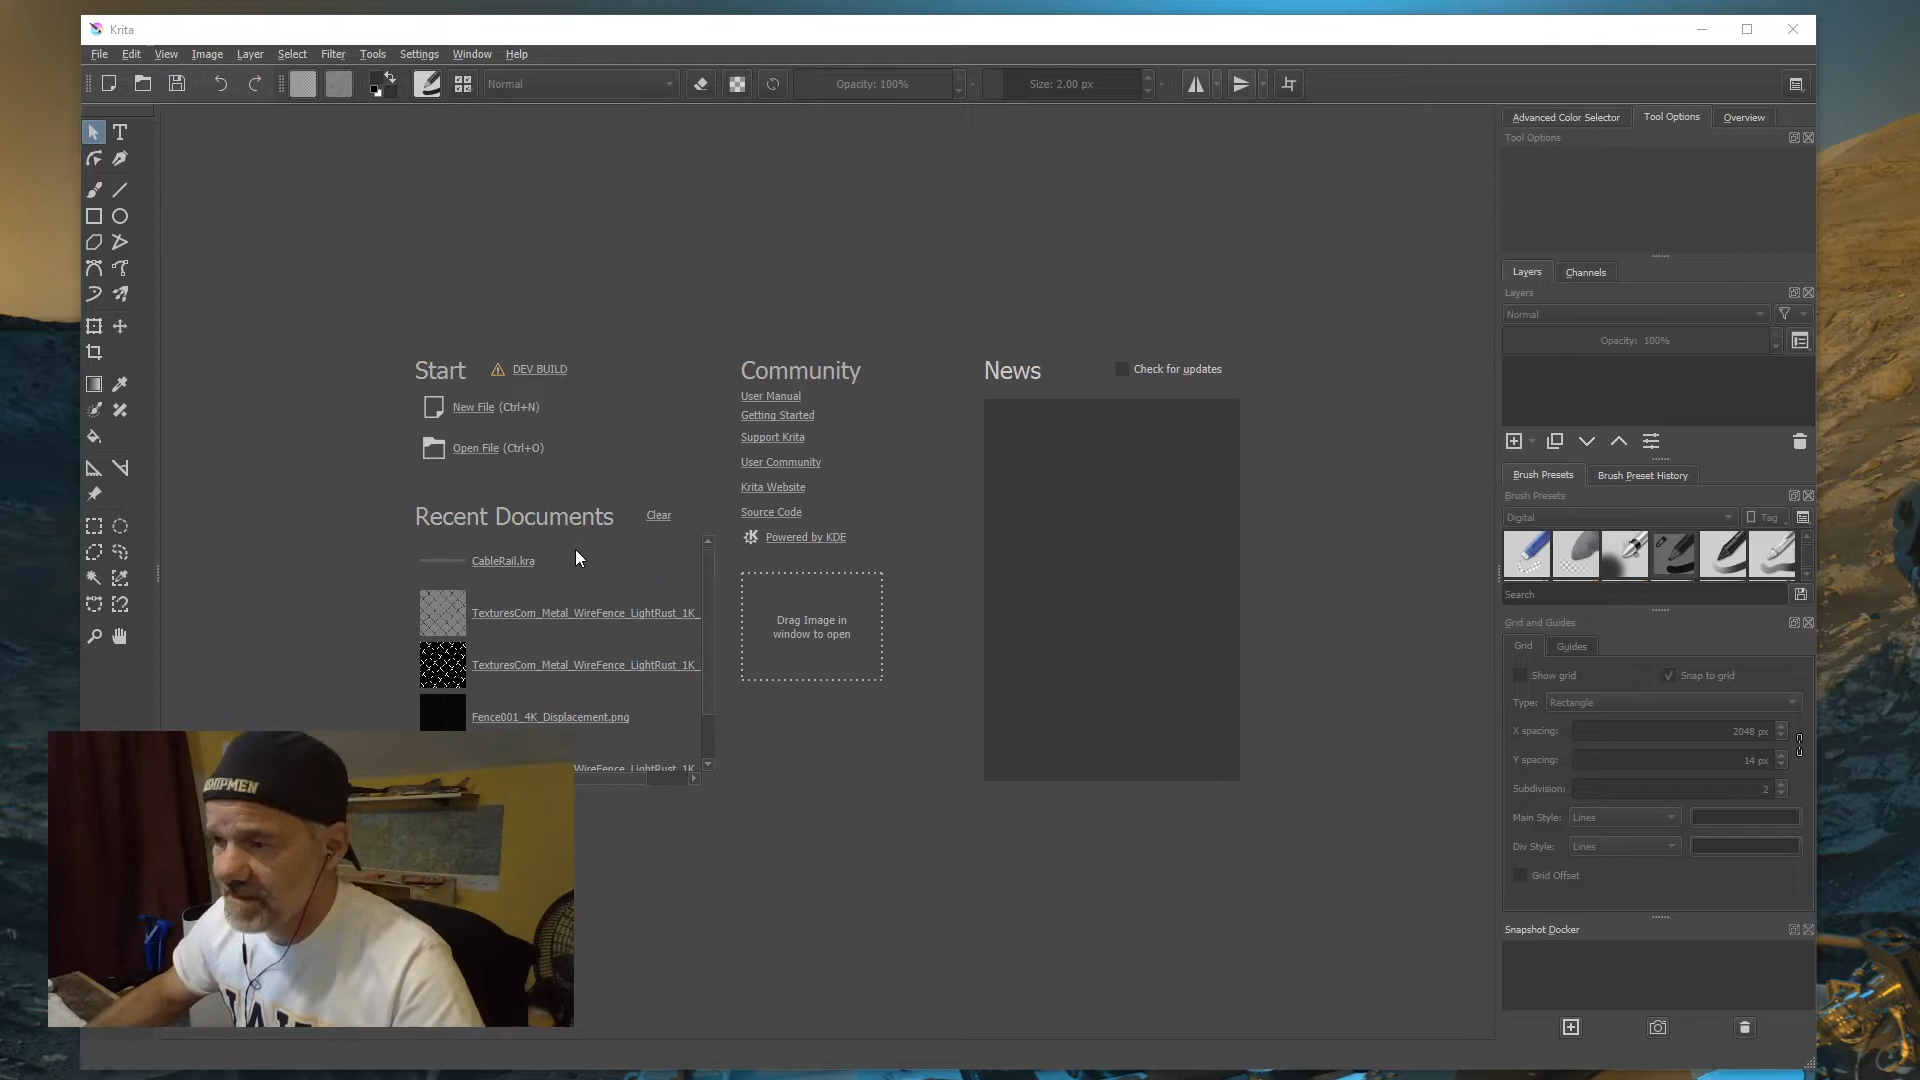 Krita
File Edit View Image Layer Select Filter Tools Settings Window Help
Normal Opacity: 100% Size: 2.00 px
Advanced Color Selector Tool Options Overview
Tool Options
Layers Channels
Layers
Normal
Opacity: 100%
Start DEV BUILD
New File (Ctrl+N)
Open File (Ctrl+O)
Recent Documents Clear
CableRail.kra
TexturesCom_Metal_WireFence_LightRust_1K_
TexturesCom_Metal_WireFence_LightRust_1K_
Fence001_4K_Displacement.png
WireFence_LightRust_1K
Community
User Manual
Getting Started
Support Krita
User Community
Krita Website
Source Code
Powered by KDE
Drag Image in
window to open
News Check for updates
Brush Presets Brush Preset History
Brush Presets
Digital Tag
Search
Grid and Guides
Grid Guides
Show grid Snap to grid
Type: Rectangle
X spacing: 2048 px
Y spacing: 14 px
Subdivision: 2
Main Style: Lines
Div Style: Lines
Grid Offset
Snapshot Docker